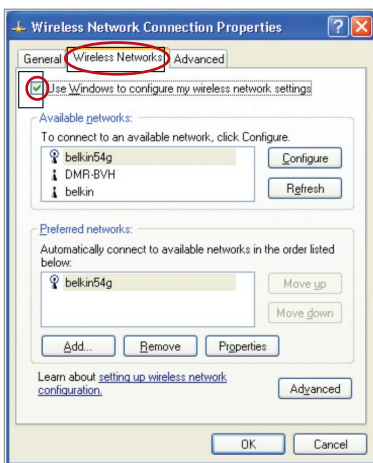 Wireless Network Connection Properties
General Wireless Networks Advanced
Use Windows to configure my wireless network settings
Available networks:
To connect to an available network, click Configure.
belkin54g
Configure
DMR-BVH
belkin
Refresh
Preferred networks:
Automatically connect to available networks in the order listed
below:
belkin54g
Move up
Move down
Add... Remove Properties
Learn about setting up wireless network
configuration.
Advanced
OK Cancel